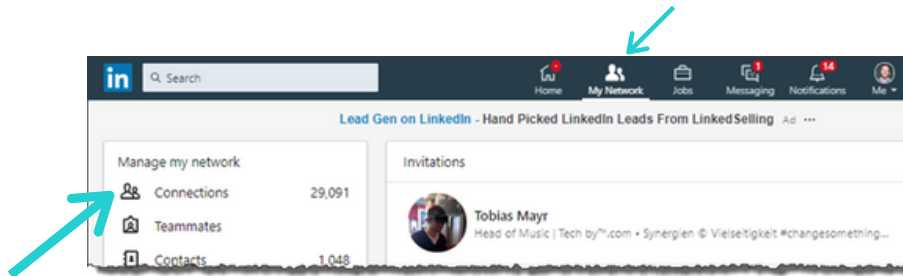 in Search
Home My Network Jobs 1 Messaging 14 Notifications Me
Lead Gen on LinkedIn - Hand Picked LinkedIn Leads From LinkedSelling Ad ...
Manage my network
Connections 29,091
Teammates
Contacts 1,048
Invitations
Tobias Mayr
Head of Music | Tech by™.com • Synergien © Vielseitigkeit #changesomething...